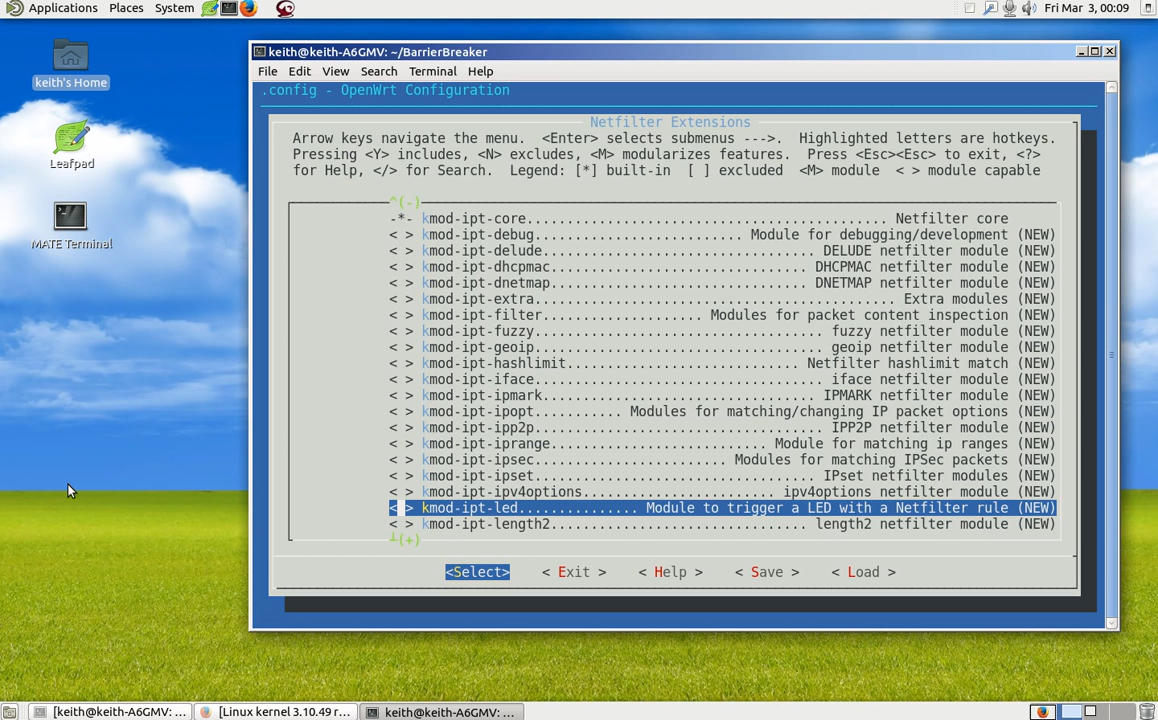 Applications Places System Fri Mar 3, 00:09
keith's Home
Leafpad
MATE Terminal
keith@keith-A6GMV: ~/BarrierBreaker
File Edit View Search Terminal Help
.config - OpenWrt Configuration
Netfilter Extensions
Arrow keys navigate the menu. <Enter> selects submenus --->. Highlighted letters are hotkeys.
Pressing <Y> includes, <N> excludes, <M> modularizes features. Press <Esc><Esc> to exit, <?>
for Help, </> for Search. Legend: [*] built-in [ ] excluded <M> module < > module capable
^(-)
-*- kmod-ipt-core............................................ Netfilter core
< > kmod-ipt-debug.......................... Module for debugging/development (NEW)
< > kmod-ipt-delude.................................. DELUDE netfilter module (NEW)
< > kmod-ipt-dhcpmac................................ DHCPMAC netfilter module (NEW)
< > kmod-ipt-dnetmap................................ DNETMAP netfilter module (NEW)
< > kmod-ipt-extra............................................. Extra modules (NEW)
< > kmod-ipt-filter.................... Modules for packet content inspection (NEW)
< > kmod-ipt-fuzzy.................................... fuzzy netfilter module (NEW)
< > kmod-ipt-geoip.................................... geoip netfilter module (NEW)
< > kmod-ipt-hashlimit............................. Netfilter hashlimit match (NEW)
< > kmod-ipt-iface.................................... iface netfilter module (NEW)
< > kmod-ipt-ipmark.................................. IPMARK netfilter module (NEW)
< > kmod-ipt-ipopt........... Modules for matching/changing IP packet options (NEW)
< > kmod-ipt-ipp2p.................................... IPP2P netfilter module (NEW)
< > kmod-ipt-iprange............................ Module for matching ip ranges (NEW)
< > kmod-ipt-ipsec........................ Modules for matching IPSec packets (NEW)
< > kmod-ipt-ipset................................... IPset netfilter modules (NEW)
< > kmod-ipt-ipv4options........................ ipv4options netfilter module (NEW)
< > kmod-ipt-led............... Module to trigger a LED with a Netfilter rule (NEW)
< > kmod-ipt-length2................................ length2 netfilter module (NEW)
┴(+)
<Select> < Exit > < Help > < Save > < Load >
[keith@keith-A6GMV: ... [Linux kernel 3.10.49 r... keith@keith-A6GMV: ~/...